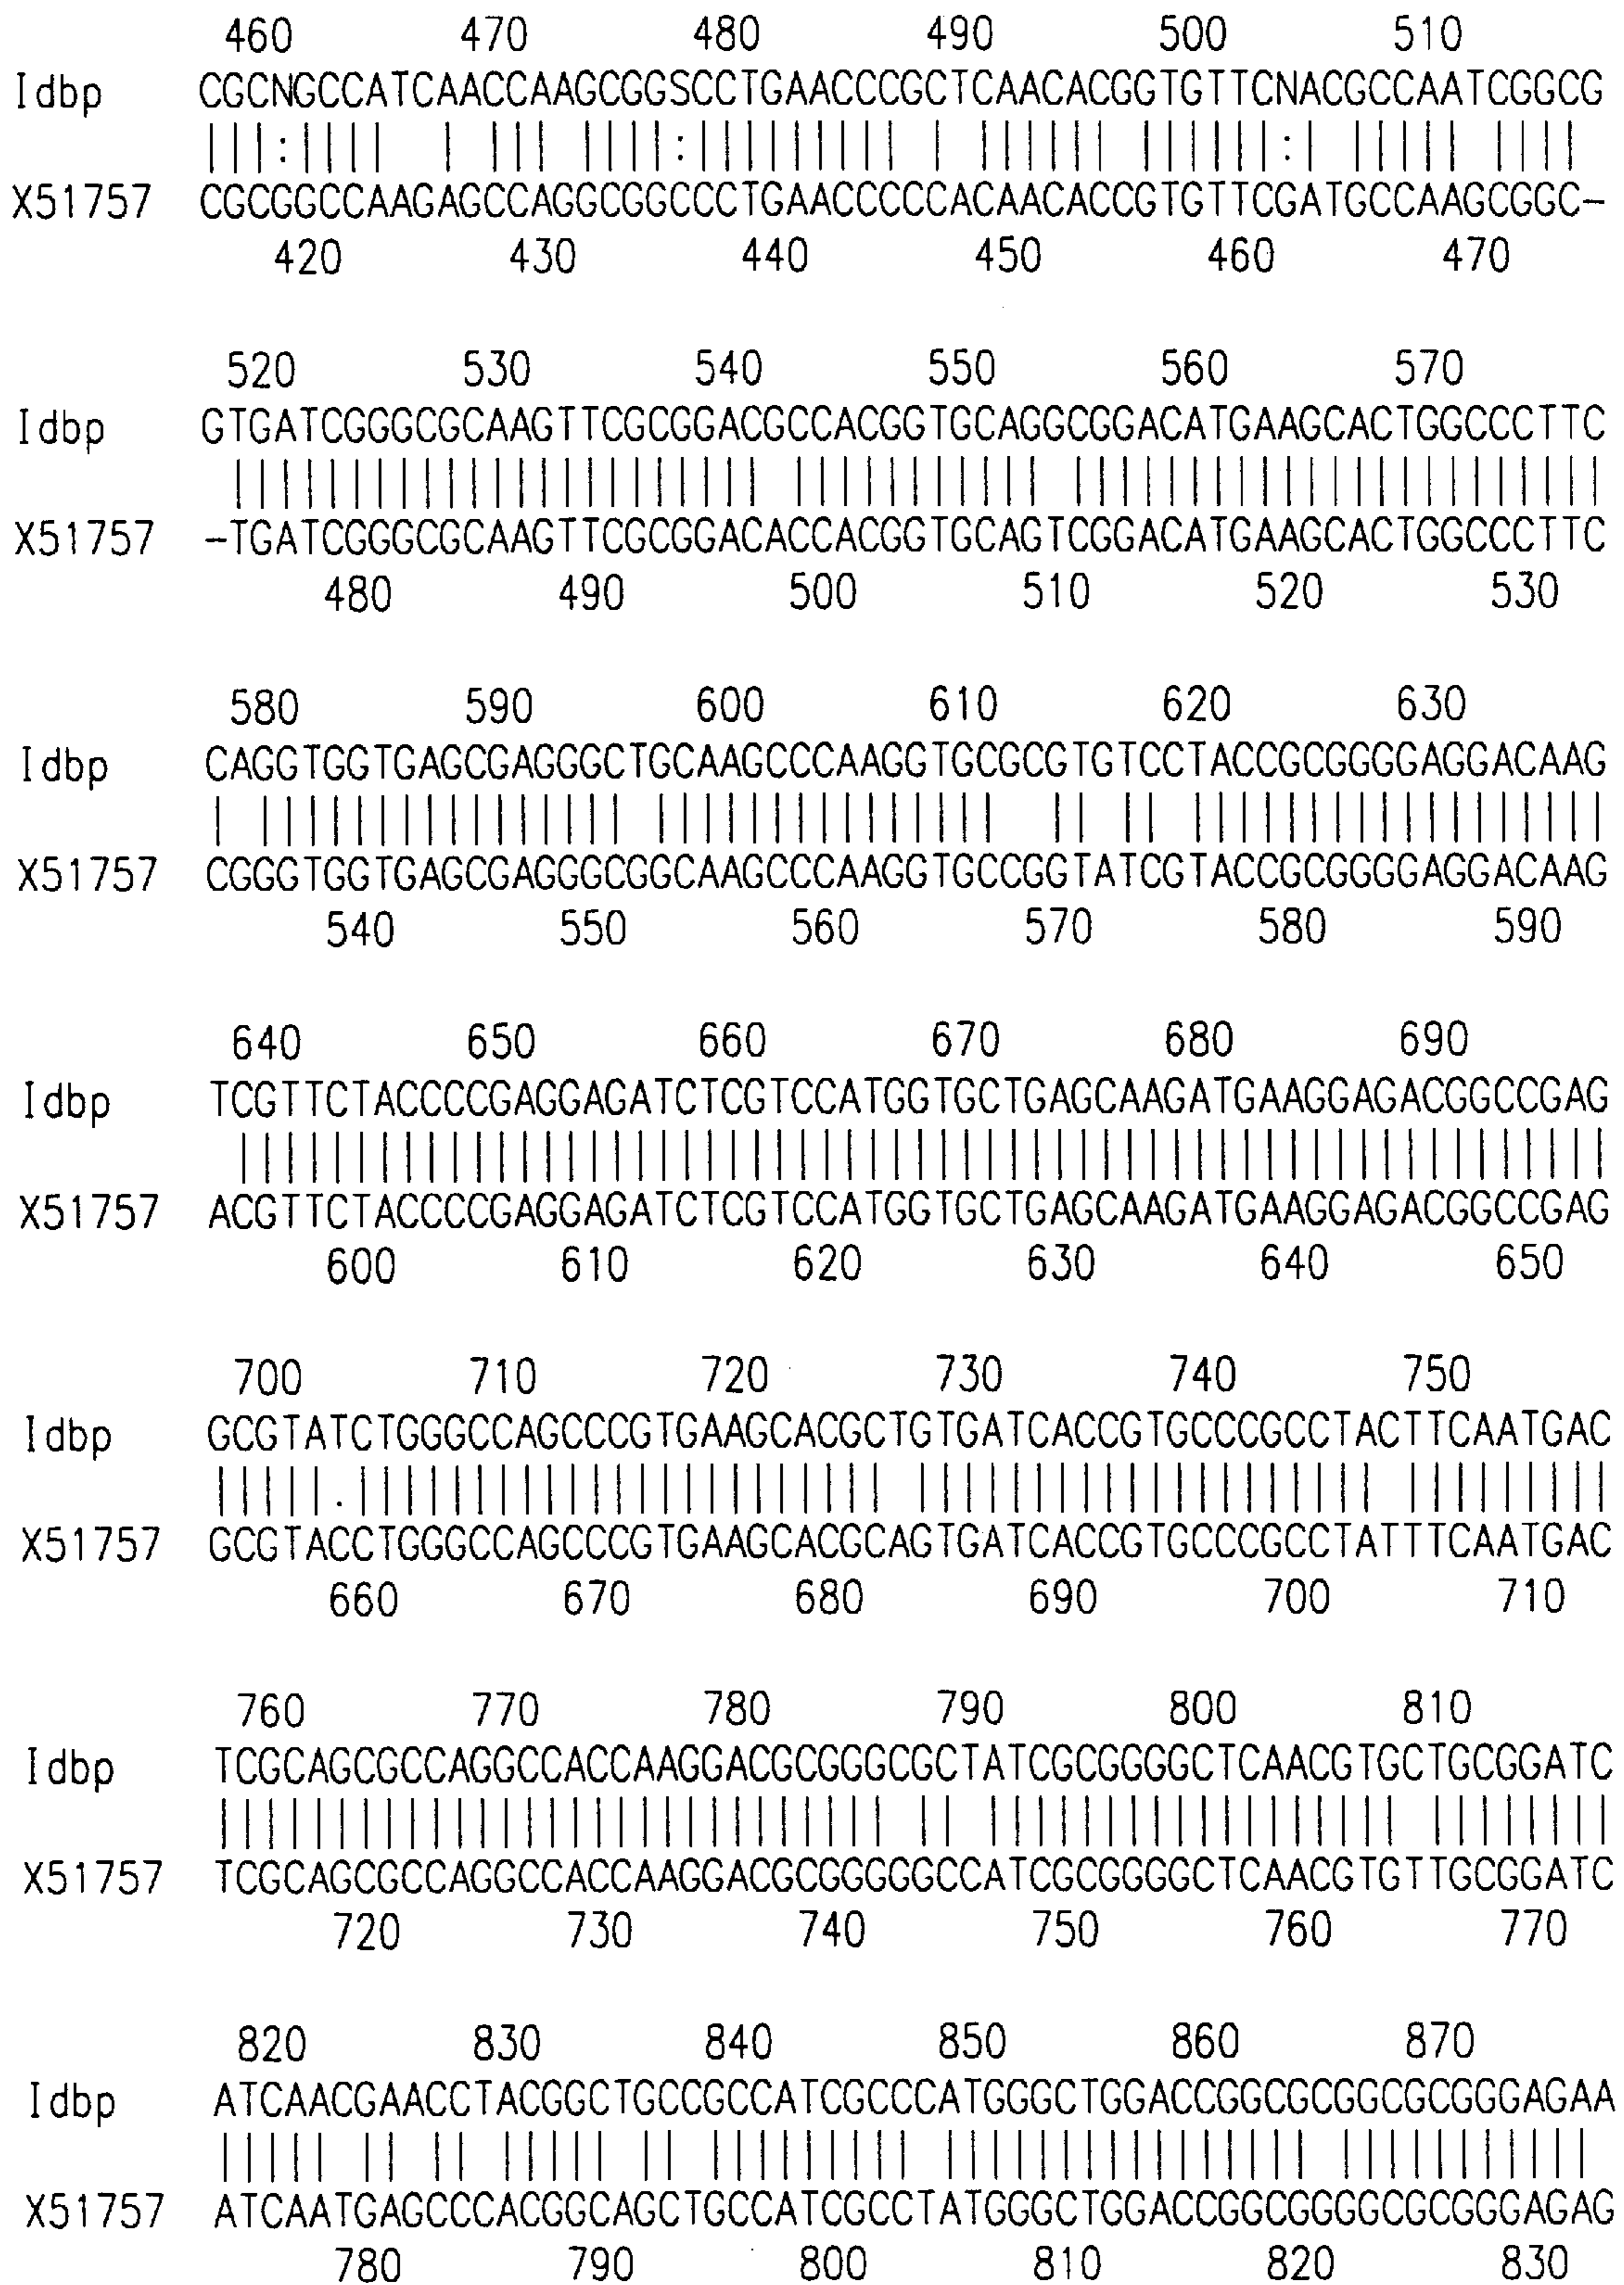 460 470 480 490 500 510
Idbp CGCNGCCATCAACCAAGCGGSCCTGAACCCGCTCAACACGGTGTTCNACGCCAATCGGCG
|||:|||| | ||| ||||:||||||||| | |||||| ||||||:| ||||| ||||
X51757 CGCGGCCAAGAGCCAGGCGGCCCTGAACCCCCACAACACCGTGTTCGATGCCAAGCGGC-
420 430 440 450 460 470
520 530 540 550 560 570
Idbp GTGATCGGGCGCAAGTTCGCGGACGCCACGGTGCAGGCGGACATGAAGCACTGGCCCTTC
||||||||||||||||||||||| ||||||||||| |||||||||||||||||||||||
X51757 -TGATCGGGCGCAAGTTCGCGGACACCACGGTGCAGTCGGACATGAAGCACTGGCCCTTC
480 490 500 510 520 530
580 590 600 610 620 630
Idbp CAGGTGGTGAGCGAGGGCTGCAAGCCCAAGGTGCGCGTGTCCTACCGCGGGGAGGACAAG
| |||||||||||||||| ||||||||||||||| || || ||||||||||||||||||
X51757 CGGGTGGTGAGCGAGGGCGGCAAGCCCAAGGTGCCGGTATCGTACCGCGGGGAGGACAAG
540 550 560 570 580 590
640 650 660 670 680 690
Idbp TCGTTCTACCCCGAGGAGATCTCGTCCATGGTGCTGAGCAAGATGAAGGAGACGGCCGAG
|||||||||||||||||||||||||||||||||||||||||||||||||||||||||||
X51757 ACGTTCTACCCCGAGGAGATCTCGTCCATGGTGCTGAGCAAGATGAAGGAGACGGCCGAG
600 610 620 630 640 650
700 710 720 730 740 750
Idbp GCGTATCTGGGCCAGCCCGTGAAGCACGCTGTGATCACCGTGCCCGCCTACTTCAATGAC
|||||.||||||||||||||||||||||| |||||||||||||||||||| |||||||||
X51757 GCGTACCTGGGCCAGCCCGTGAAGCACGCAGTGATCACCGTGCCCGCCTATTTCAATGAC
660 670 680 690 700 710
760 770 780 790 800 810
Idbp TCGCAGCGCCAGGCCACCAAGGACGCGGGCGCTATCGCGGGGCTCAACGTGCTGCGGATC
||||||||||||||||||||||||||||| || |||||||||||||||||| ||||||||
X51757 TCGCAGCGCCAGGCCACCAAGGACGCGGGGGCCATCGCGGGGCTCAACGTGTTGCGGATC
720 730 740 750 760 770
820 830 840 850 860 870
Idbp ATCAACGAACCTACGGCTGCCGCCATCGCCCATGGGCTGGACCGGCGCGGCGCGGGAGAA
||||| || || ||||| || ||||||||| |||||||||||||||| |||||||||||
X51757 ATCAATGAGCCCACGGCAGCTGCCATCGCCTATGGGCTGGACCGGCGGGGCGCGGGAGAG
780 790 800 810 820 830